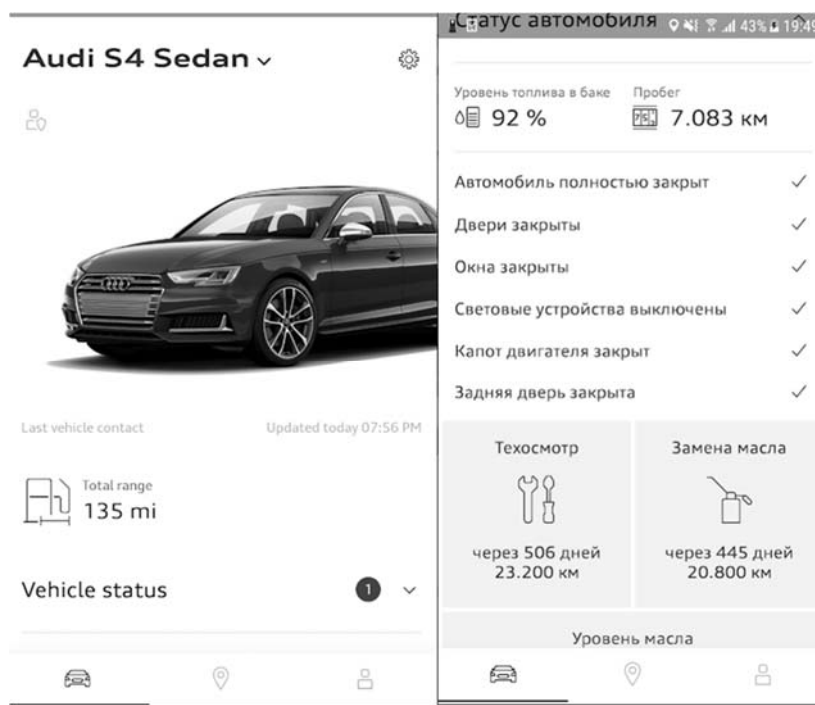 Audi S4 Sedan
Last vehicle contact
Updated today 07:56 PM
Total range
135 mi
Vehicle status
1
Статус автомобиля
43%
19:49
Уровень топлива в баке
92 %
Пробег
7.083 км
Автомобиль полностью закрыт
Двери закрыты
Окна закрыты
Световые устройства выключены
Капот двигателя закрыт
Задняя дверь закрыта
Техосмотр
через 506 дней
23.200 км
Замена масла
через 445 дней
20.800 км
Уровень масла